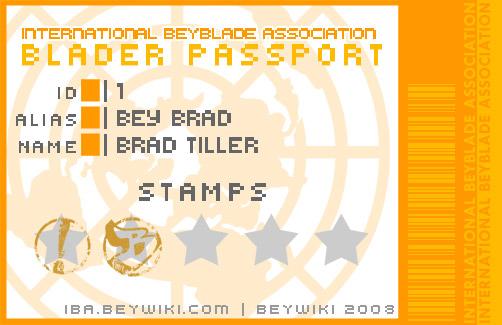 INTERNATIONAL BEYBLADE ASSOCIATION
BLADER PASSPORT
ID | 1
ALIAS | BEY BRAD
NAME | BRAD TILLER
STAMPS
IBA.BEYWIKI.COM | BEYWIKI 2008
INTERNATIONAL BEYBLADE ASSOCIATION
INTERNATIONAL BEYBLADE ASSOCIATION